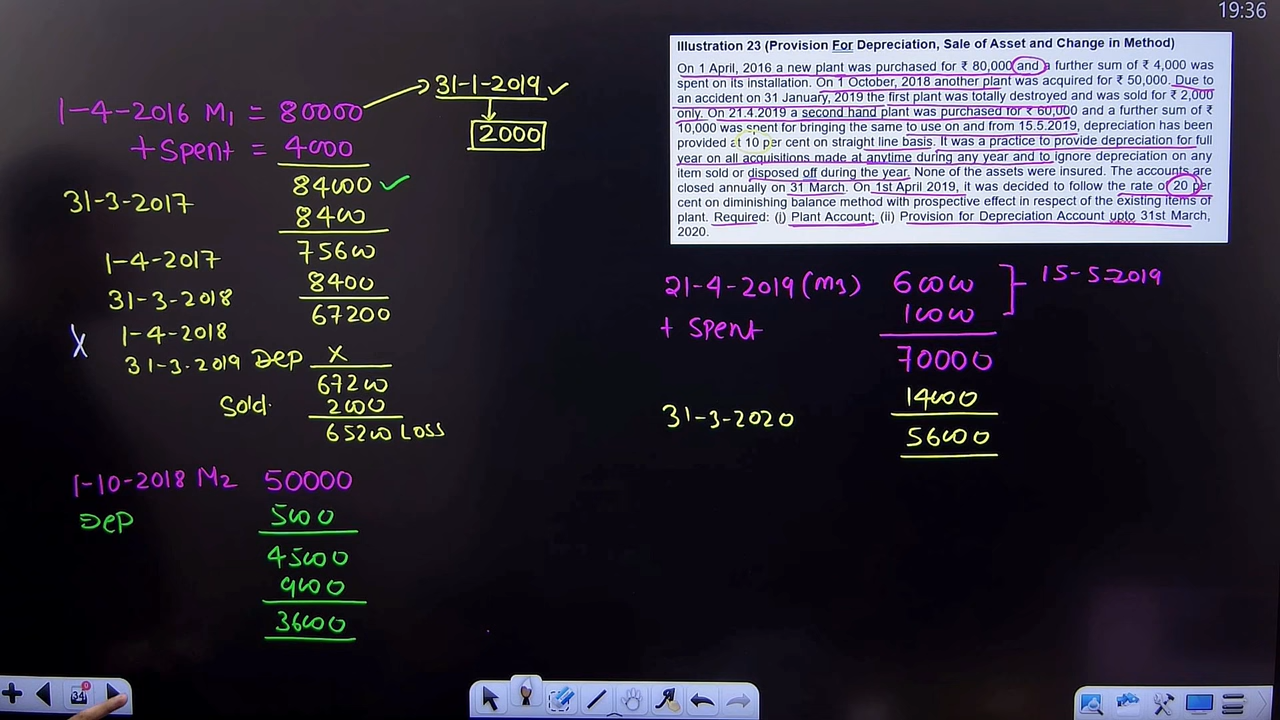 19:36
Illustration 23 (Provision For Depreciation, Sale of Asset and Change in Method)
On 1 April, 2016 a new plant was purchased for ₹ 80,000 and a further sum of ₹ 4,000 was
spent on its installation. On 1 October, 2018 another plant was acquired for ₹ 50,000. Due to
an accident on 31 January, 2019 the first plant was totally destroyed and was sold for ₹ 2,000
only. On 21.4.2019 a second hand plant was purchased for ₹ 60,000 and a further sum of ₹
10,000 was spent for bringing the same to use on and from 15.5.2019, depreciation has been
provided at 10 per cent on straight line basis. It was a practice to provide depreciation for full
year on all acquisitions made at anytime during any year and to ignore depreciation on any
item sold or disposed off during the year. None of the assets were insured. The accounts are
closed annually on 31 March. On 1st April 2019, it was decided to follow the rate of 20 per
cent on diminishing balance method with prospective effect in respect of the existing items of
plant. Required: (i) Plant Account; (ii) Provision for Depreciation Account upto 31st March,
2020.
1-4-2016 M1 = 80000 → 31-1-2019 ✓
2000
+ Spent = 4000
84000 ✓
31-3-2017 8400
1-4-2017 75600
31-3-2018 8400
67200
X 1-4-2018
31-3-2019 Dep X
67200
Sold. 2000
65200 Loss
1-10-2018 M2 50000
Dep 5000
45000
9000
36000
21-4-2019 (M3) 60000 15-5-2019
+ Spent 10000
70000
14000
31-3-2020
56000
34